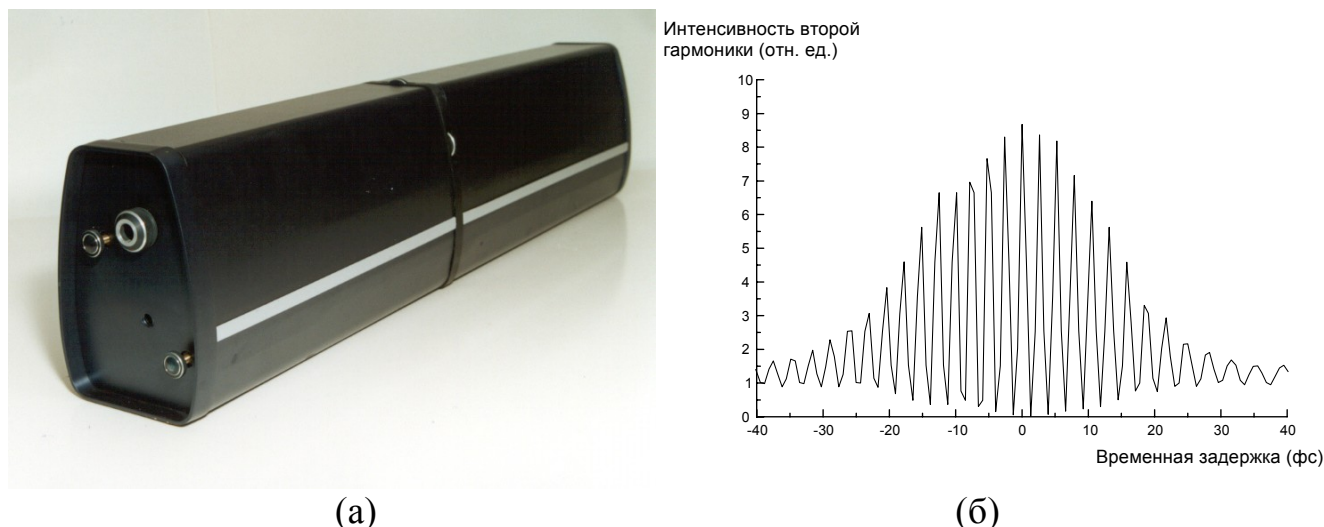 Интенсивность второй
гармоники (отн. ед.)
10
9
8
7
6
5
4
3
2
1
0
-40 -30 -20 -10 0 10 20 30 40
Временная задержка (фс)
(а) (б)